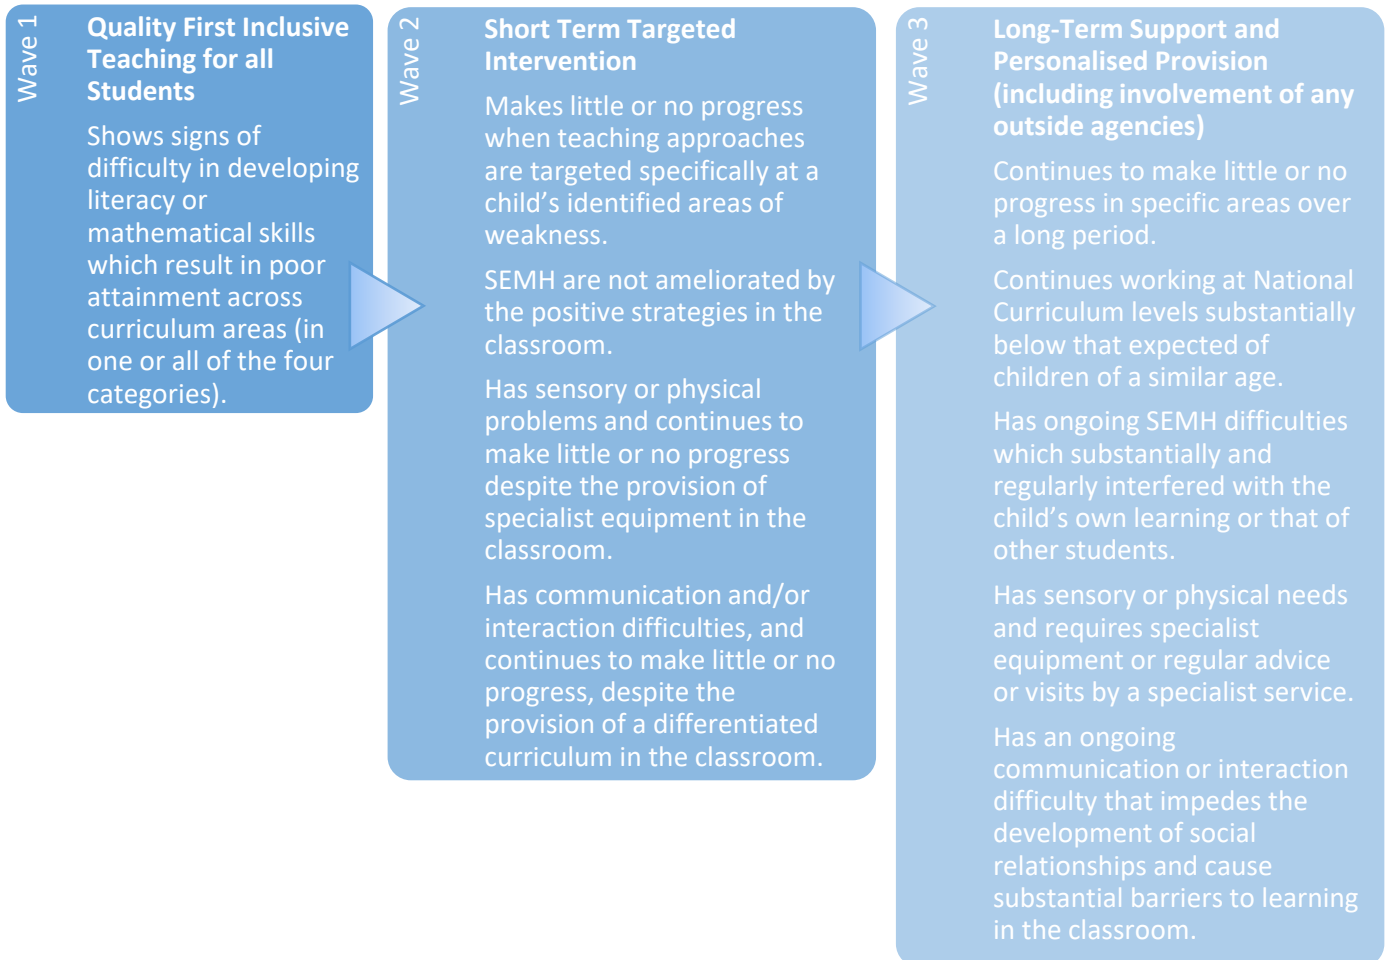 Wave 1
Quality First Inclusive
Teaching for all
Students
Shows signs of
difficulty in developing
literacy or
mathematical skills
which result in poor
attainment across
curriculum areas (in
one or all of the four
categories).
Wave 2
Short Term Targeted
Intervention
Makes little or no progress
when teaching approaches
are targeted specifically at a
child’s identified areas of
weakness.
SEMH are not ameliorated by
the positive strategies in the
classroom.
Has sensory or physical
problems and continues to
make little or no progress
despite the provision of
specialist equipment in the
classroom.
Has communication and/or
interaction difficulties, and
continues to make little or no
progress, despite the
provision of a differentiated
curriculum in the classroom.
Wave 3
Long-Term Support and
Personalised Provision
(including involvement of any
outside agencies)
Continues to make little or no
progress in specific areas over
a long period.
Continues working at National
Curriculum levels substantially
below that expected of
children of a similar age.
Has ongoing SEMH difficulties
which substantially and
regularly interfered with the
child’s own learning or that of
other students.
Has sensory or physical needs
and requires specialist
equipment or regular advice
or visits by a specialist service.
Has an ongoing
communication or interaction
difficulty that impedes the
development of social
relationships and cause
substantial barriers to learning
in the classroom.